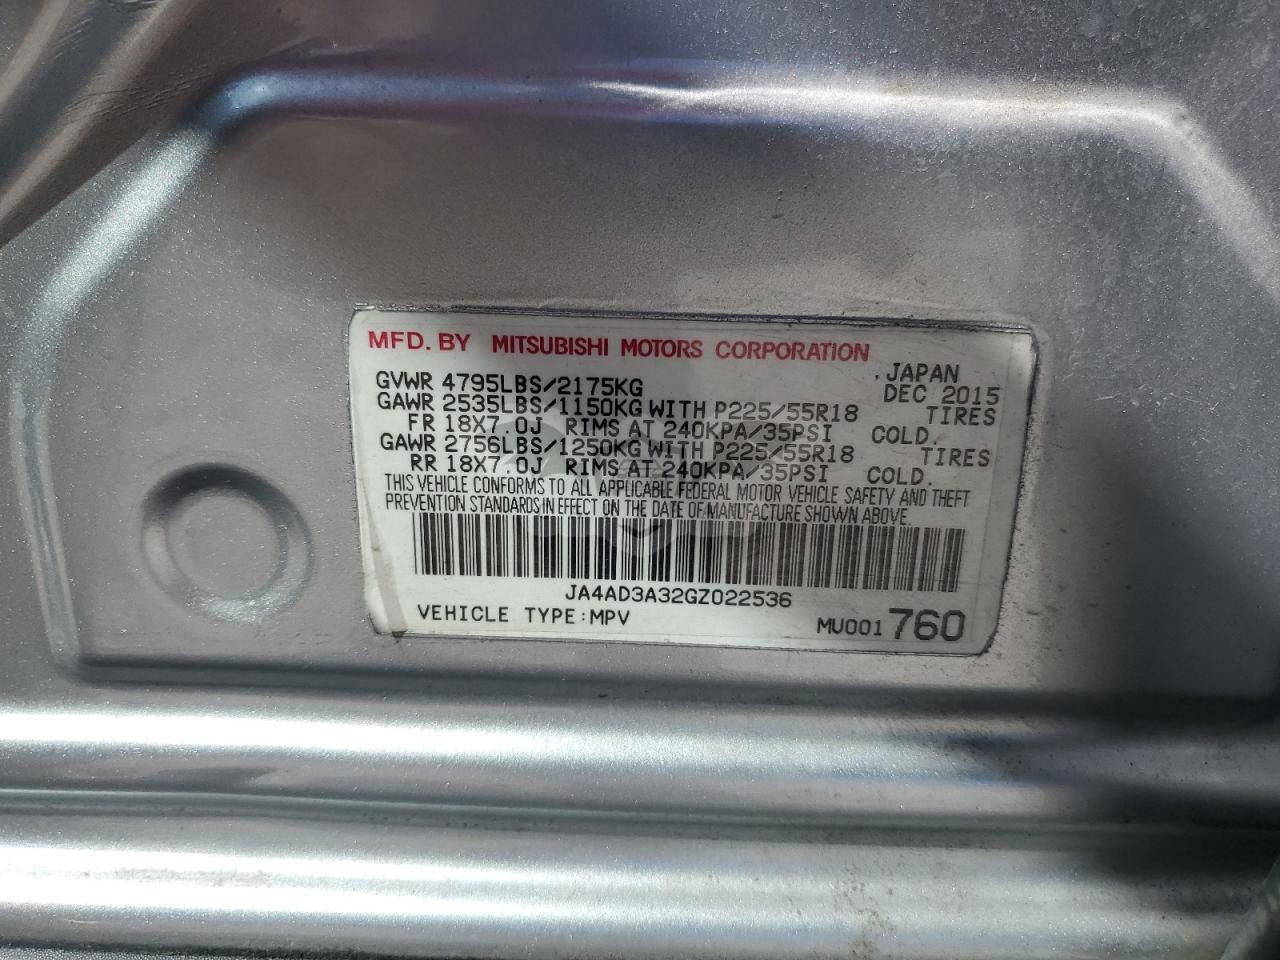 MFD. BY MITSUBISHI MOTORS CORPORATION
. JAPAN
GVWR 4795LBS/2175KG DEC 2015
GAWR 2535LBS/1150KG WITH P225/55R18 TIRES
FR 18X7.0J RIMS AT 240KPA/35PSI COLD.
GAWR 2756LBS/1250KG WITH P225/55R18 TIRES
RR 18X7.0J RIMS AT 240KPA/35PSI COLD.
THIS VEHICLE CONFORMS TO ALL APPLICABLE FEDERAL MOTOR VEHICLE SAFETY AND THEFT
PREVENTION STANDARDS IN EFFECT ON THE DATE OF MANUFACTURE SHOWN ABOVE.
JA4AD3A32GZ022536
VEHICLE TYPE:MPV MU001 760